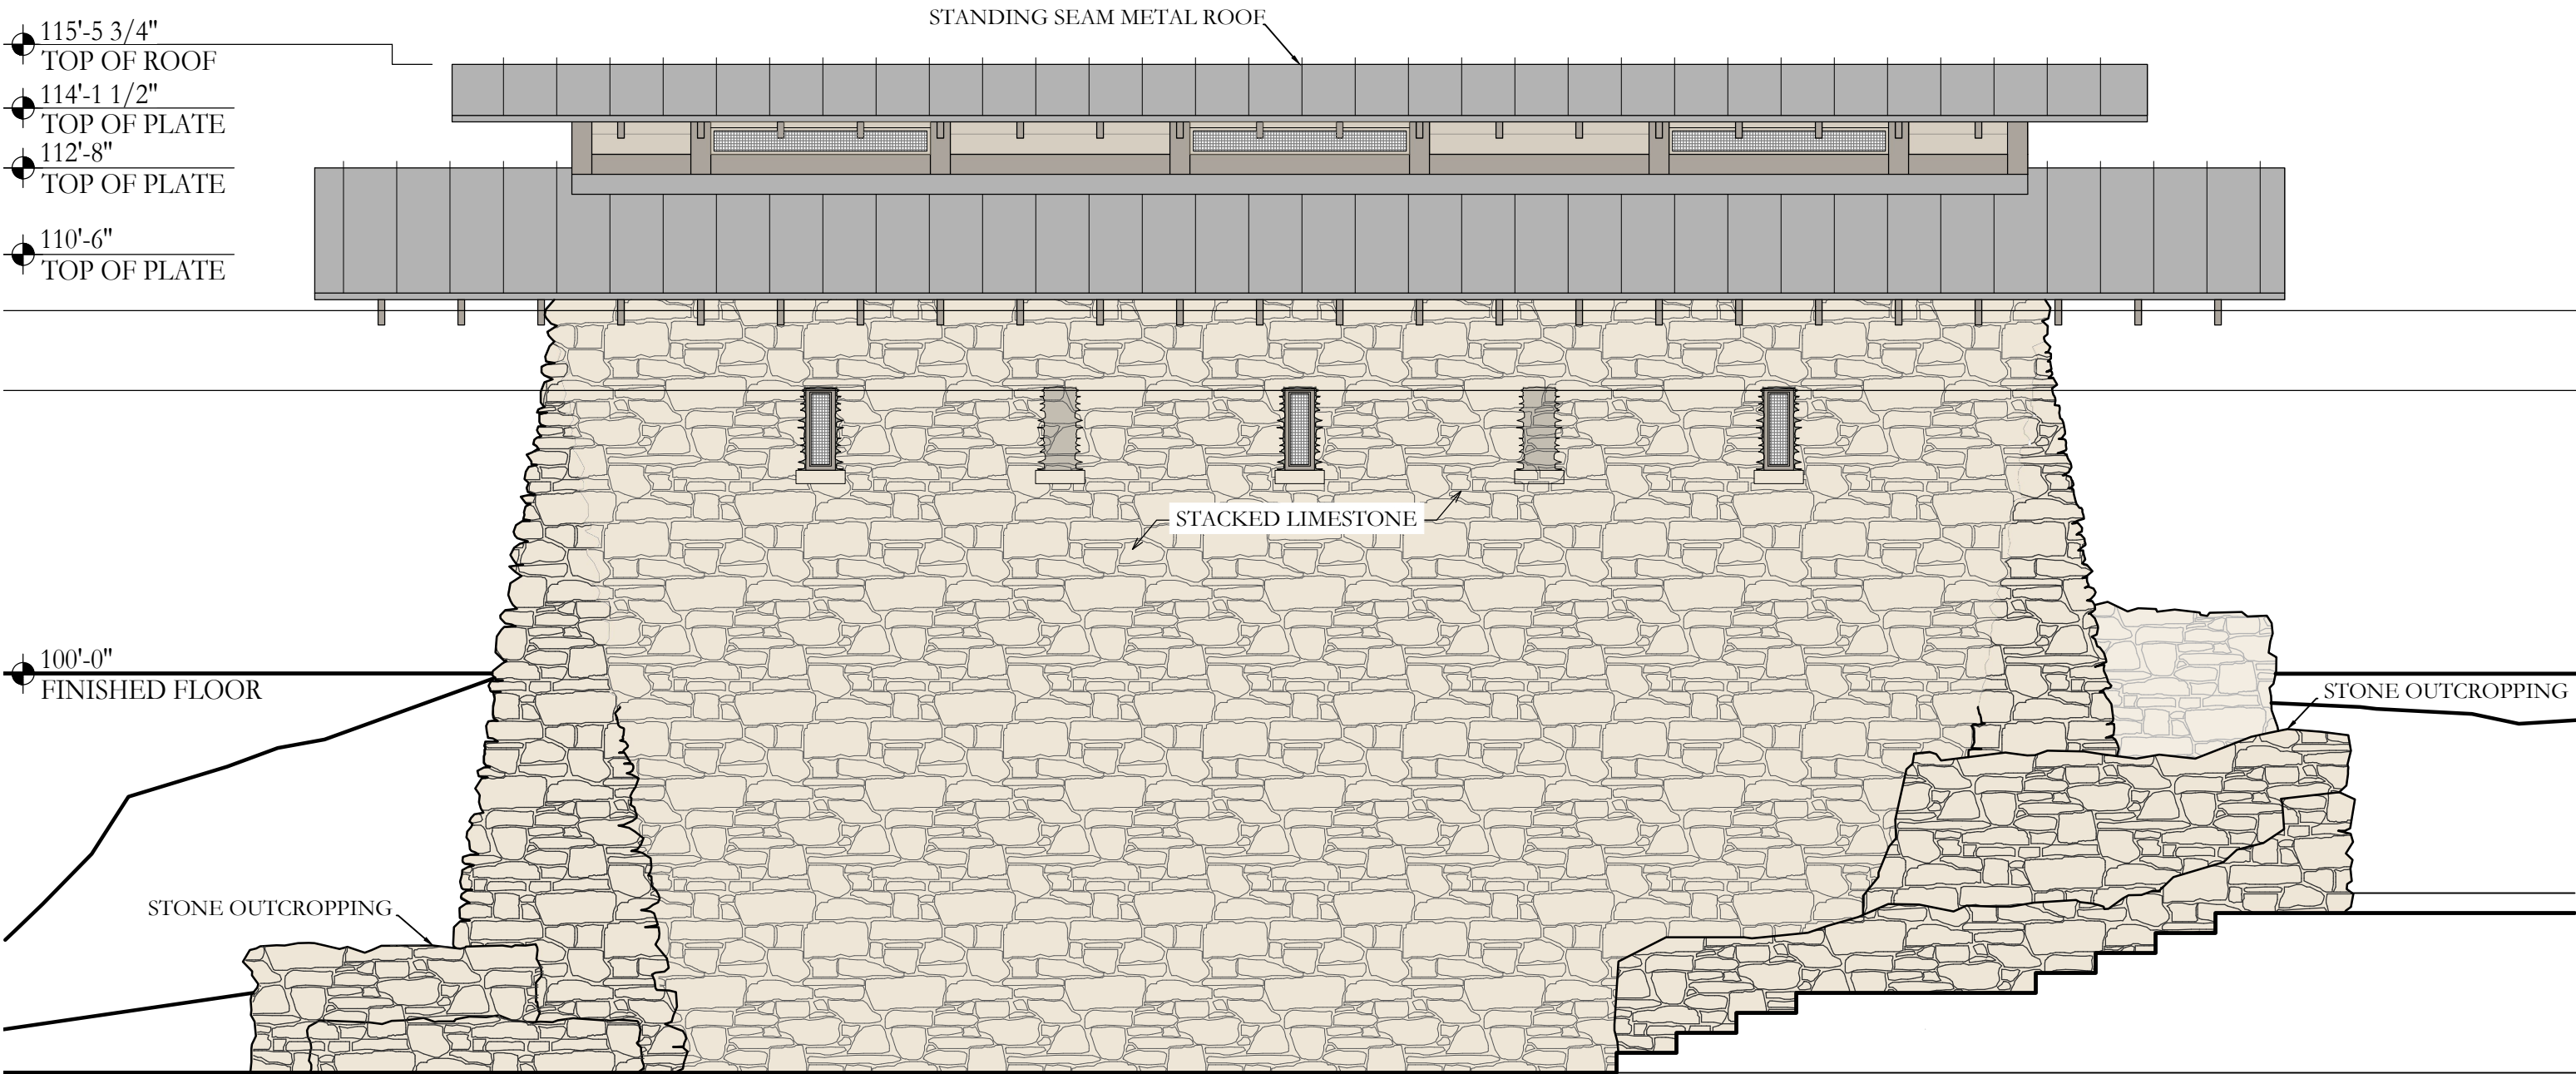 STANDING SEAM METAL ROOF
115'-5 3/4"
TOP OF ROOF
114'-1 1/2"
TOP OF PLATE
112'-8"
TOP OF PLATE
110'-6"
TOP OF PLATE
STACKED LIMESTONE
100'-0"
FINISHED FLOOR
STONE OUTCROPPING
STONE OUTCROPPING